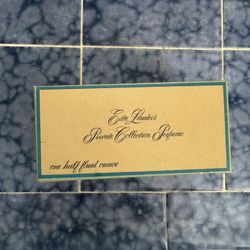 Estée Lauder's
Private Collection Perfume
one half fluid ounce